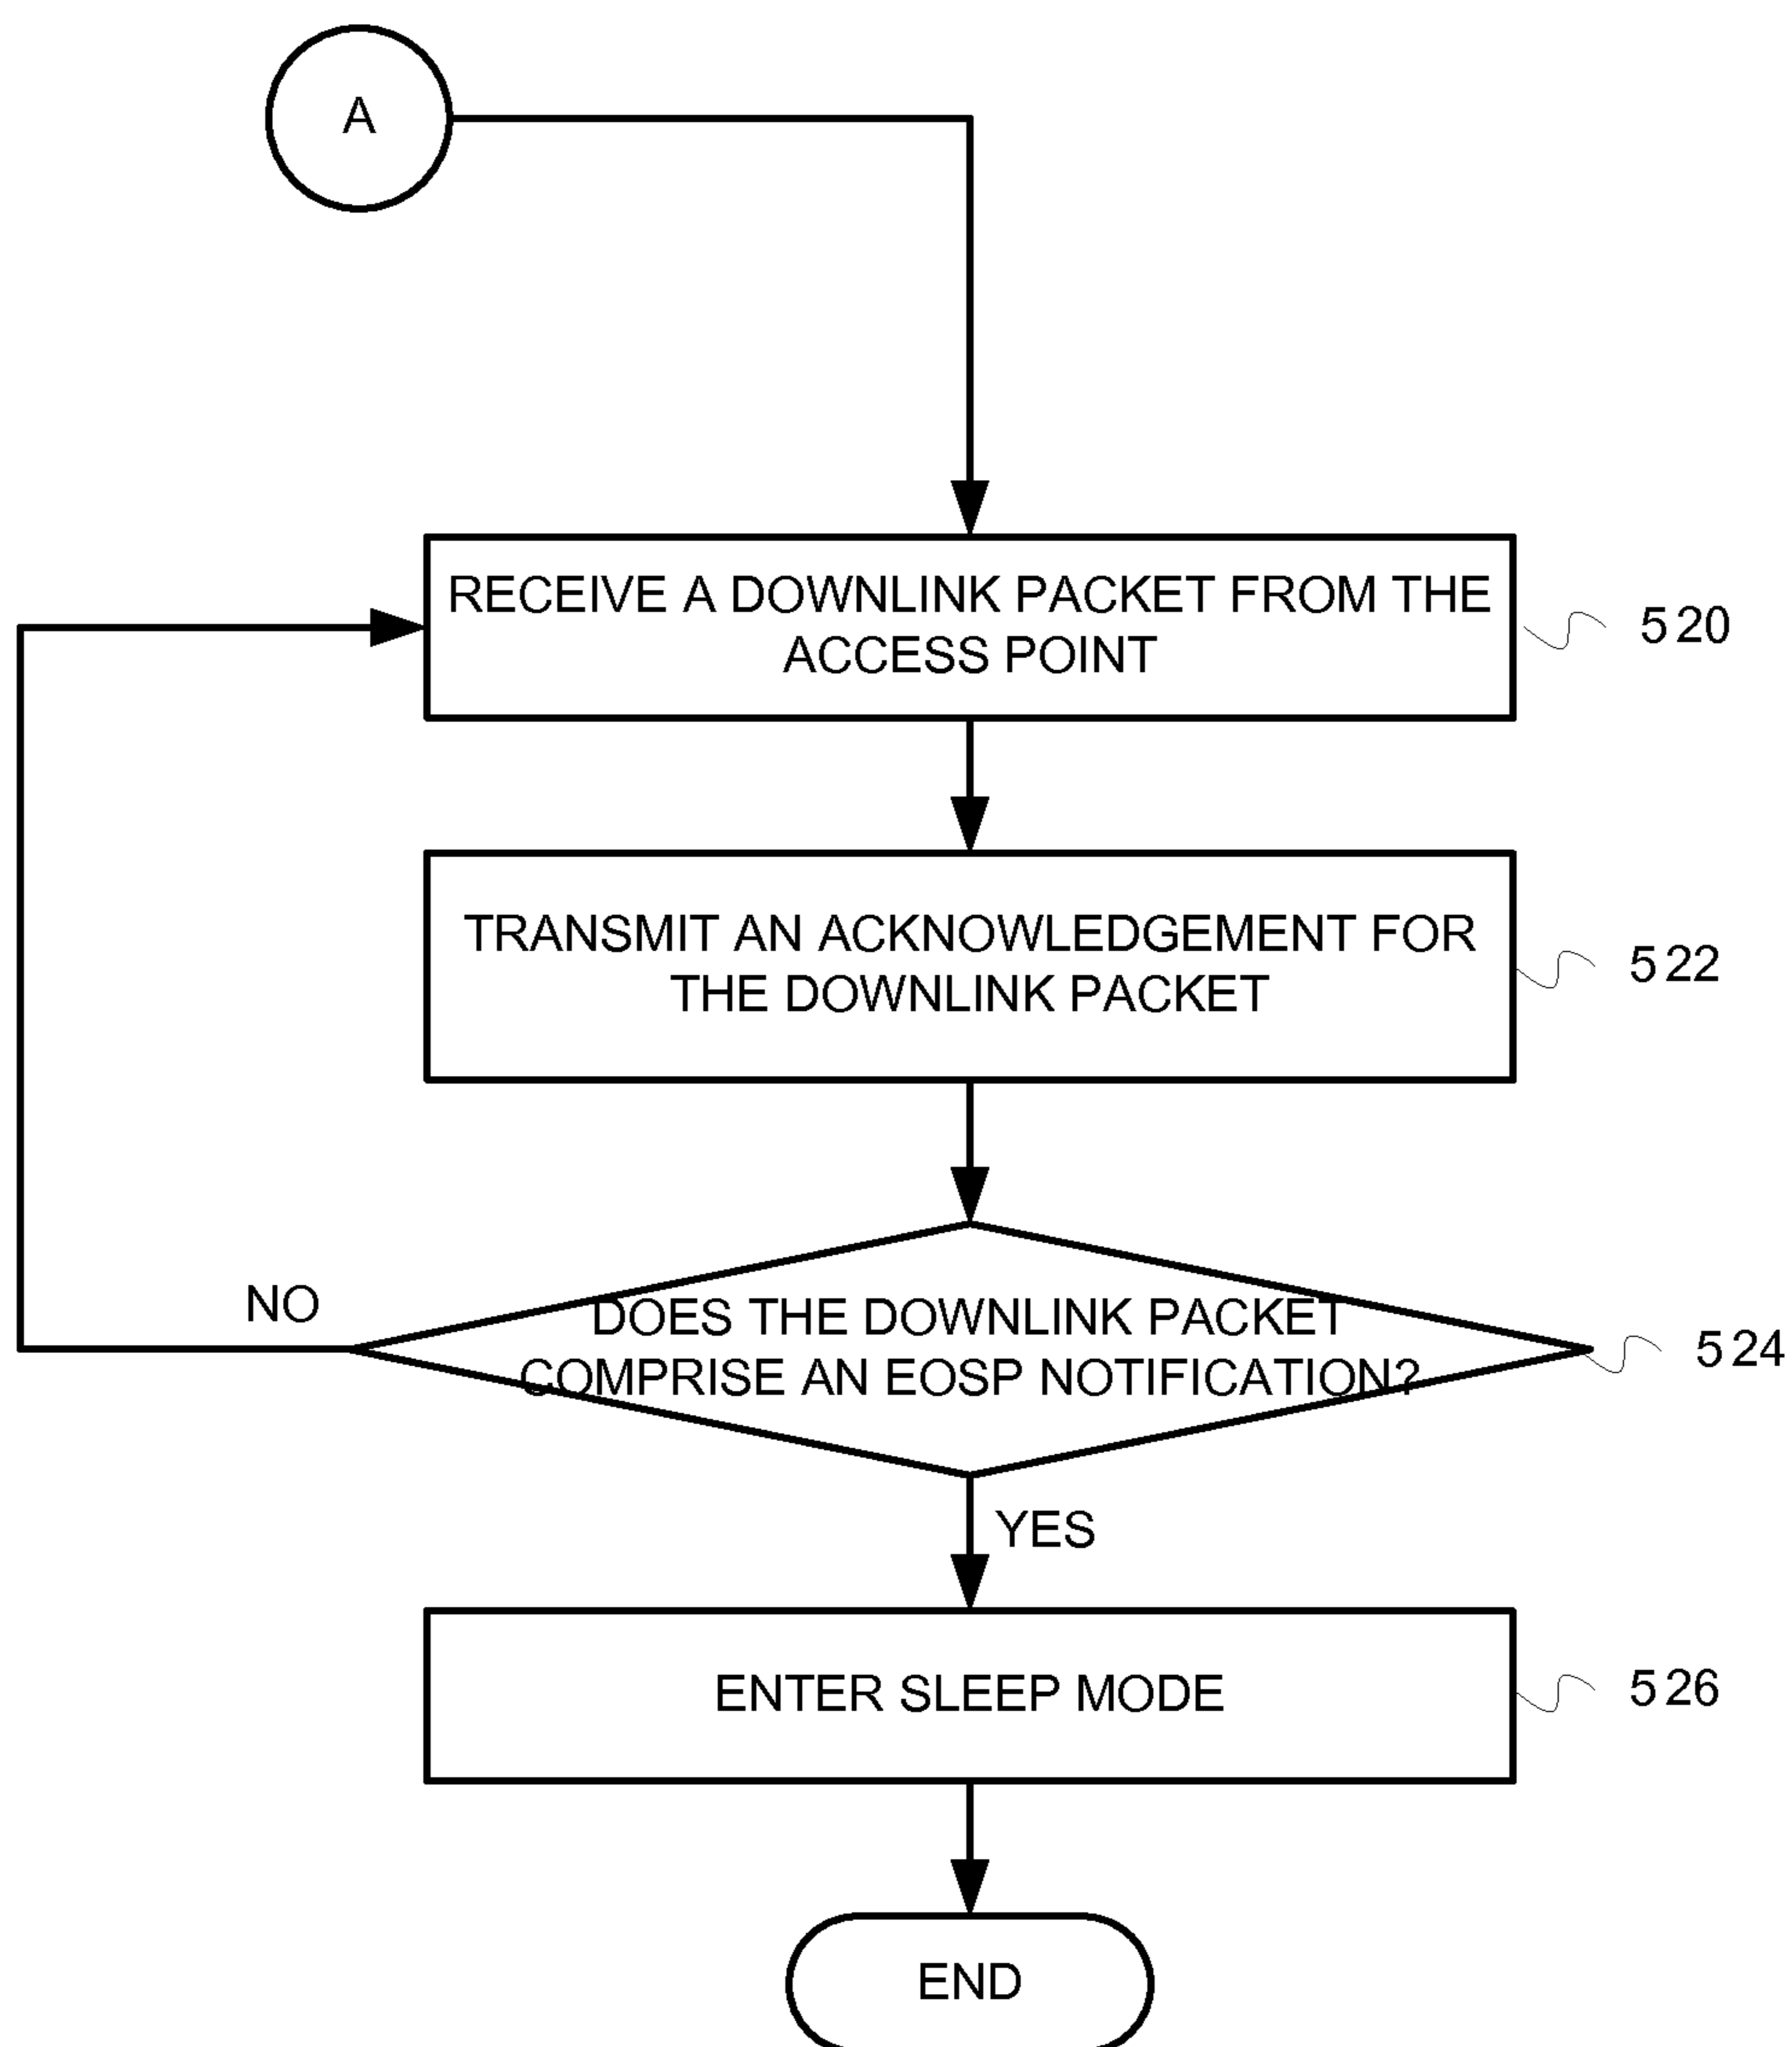 A
RECEIVE A DOWNLINK PACKET FROM THE
ACCESS POINT
520
TRANSMIT AN ACKNOWLEDGEMENT FOR
THE DOWNLINK PACKET
522
NO
DOES THE DOWNLINK PACKET
COMPRISE AN EOSP NOTIFICATION?
524
YES
ENTER SLEEP MODE
526
END